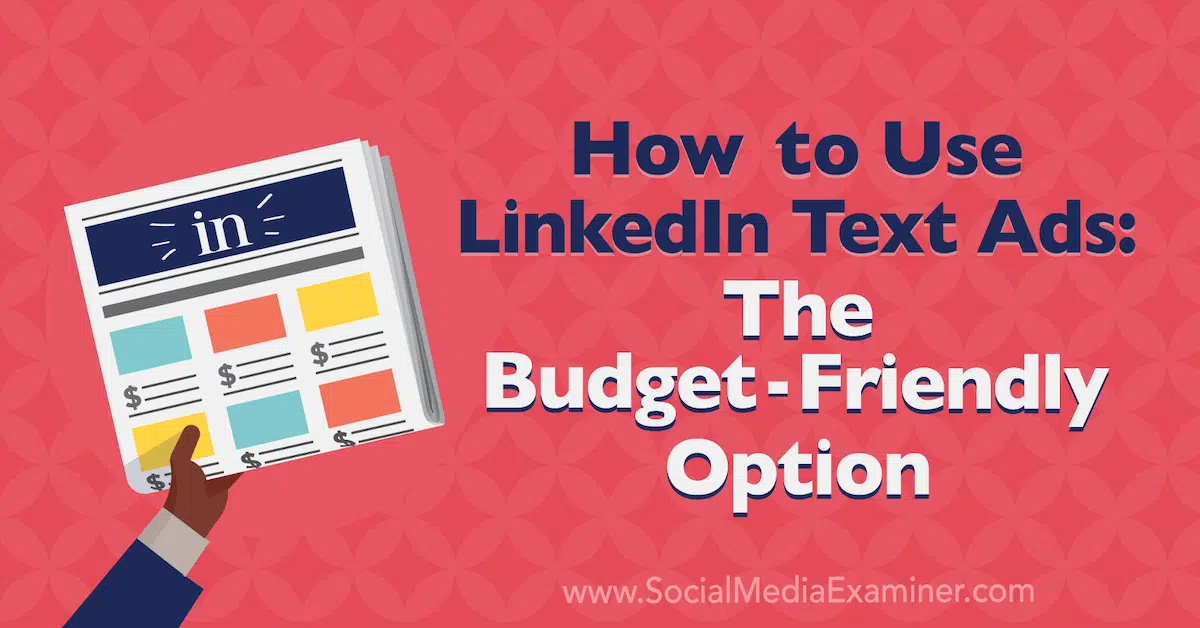 in
$ $ $
$ $ $
How to Use
LinkedIn Text Ads:
The
Budget-Friendly
Option
www.SocialMediaExaminer.com